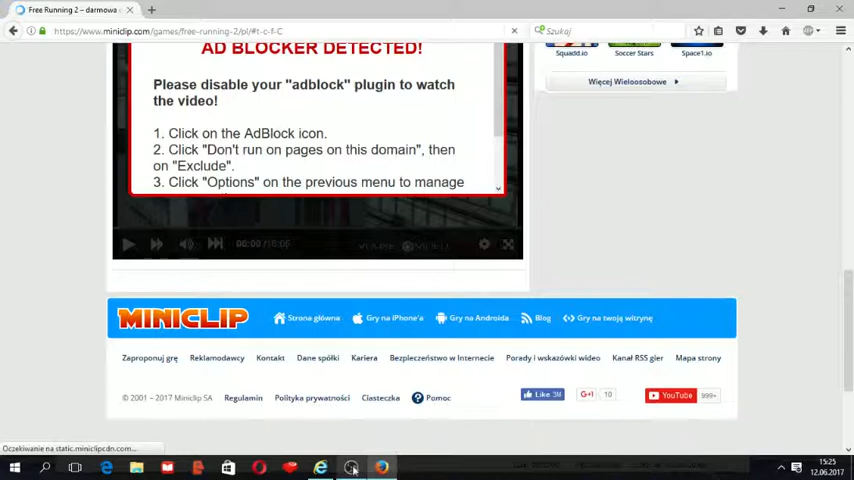 Free Running 2 – darmowa
https://www.miniclip.com/games/free-running-2/pl/#t-c-f-C
Szukaj
AD BLOCKER DETECTED!
Please disable your "adblock" plugin to watch
the video!
1. Click on the AdBlock icon.
2. Click "Don't run on pages on this domain", then
on "Exclude".
3. Click "Options" on the previous menu to manage
00:00 /16:06
Squadd.io Soccer Stars Space1.io
Więcej Wieloosobowe
MINICLIP Strona główna Gry na iPhone'a Gry na Androida Blog Gry na twoją witrynę
Zaproponuj grę Reklamodawcy Kontakt Dane spółki Kariera Bezpieczeństwo w Internecie Porady i wskazówki wideo Kanał RSS gier Mapa strony
© 2001 – 2017 Miniclip SA Regulamin Polityka prywatności Ciasteczka Pomoc Like 3M G+1 10 YouTube 999+
Oczekiwanie na static.miniclipcdn.com...
15:25
12.06.2017